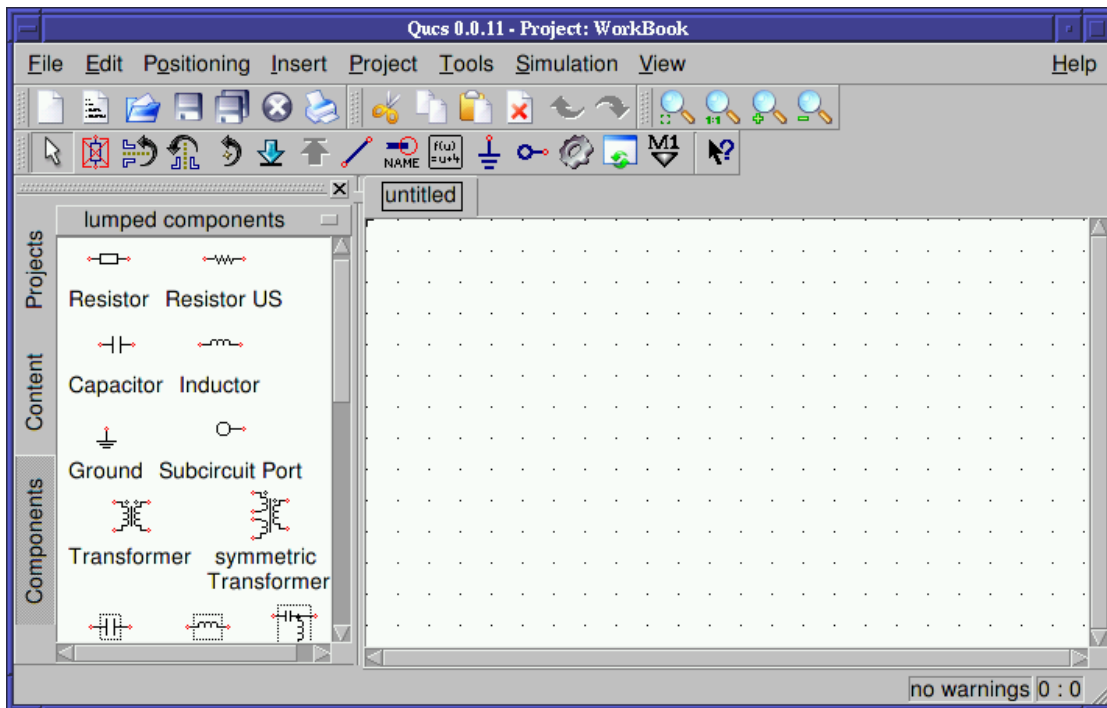 Qucs 0.0.11 - Project: WorkBook
File Edit Positioning Insert Project Tools Simulation View Help
1:1
NAME
f(u)
=u+4
M1
?
untitled
lumped components
Projects
Content
Components
Resistor Resistor US
Capacitor Inductor
Ground Subcircuit Port
Transformer symmetric
Transformer
no warnings 0 : 0